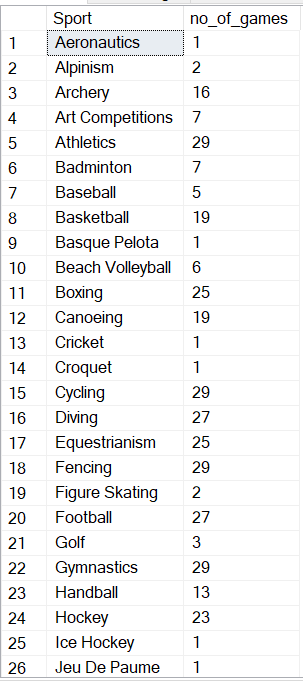 Sport no_of_games
1 Aeronautics 1
2 Alpinism 2
3 Archery 16
4 Art Competitions 7
5 Athletics 29
6 Badminton 7
7 Baseball 5
8 Basketball 19
9 Basque Pelota 1
10 Beach Volleyball 6
11 Boxing 25
12 Canoeing 19
13 Cricket 1
14 Croquet 1
15 Cycling 29
16 Diving 27
17 Equestrianism 25
18 Fencing 29
19 Figure Skating 2
20 Football 27
21 Golf 3
22 Gymnastics 29
23 Handball 13
24 Hockey 23
25 Ice Hockey 1
26 Jeu De Paume 1